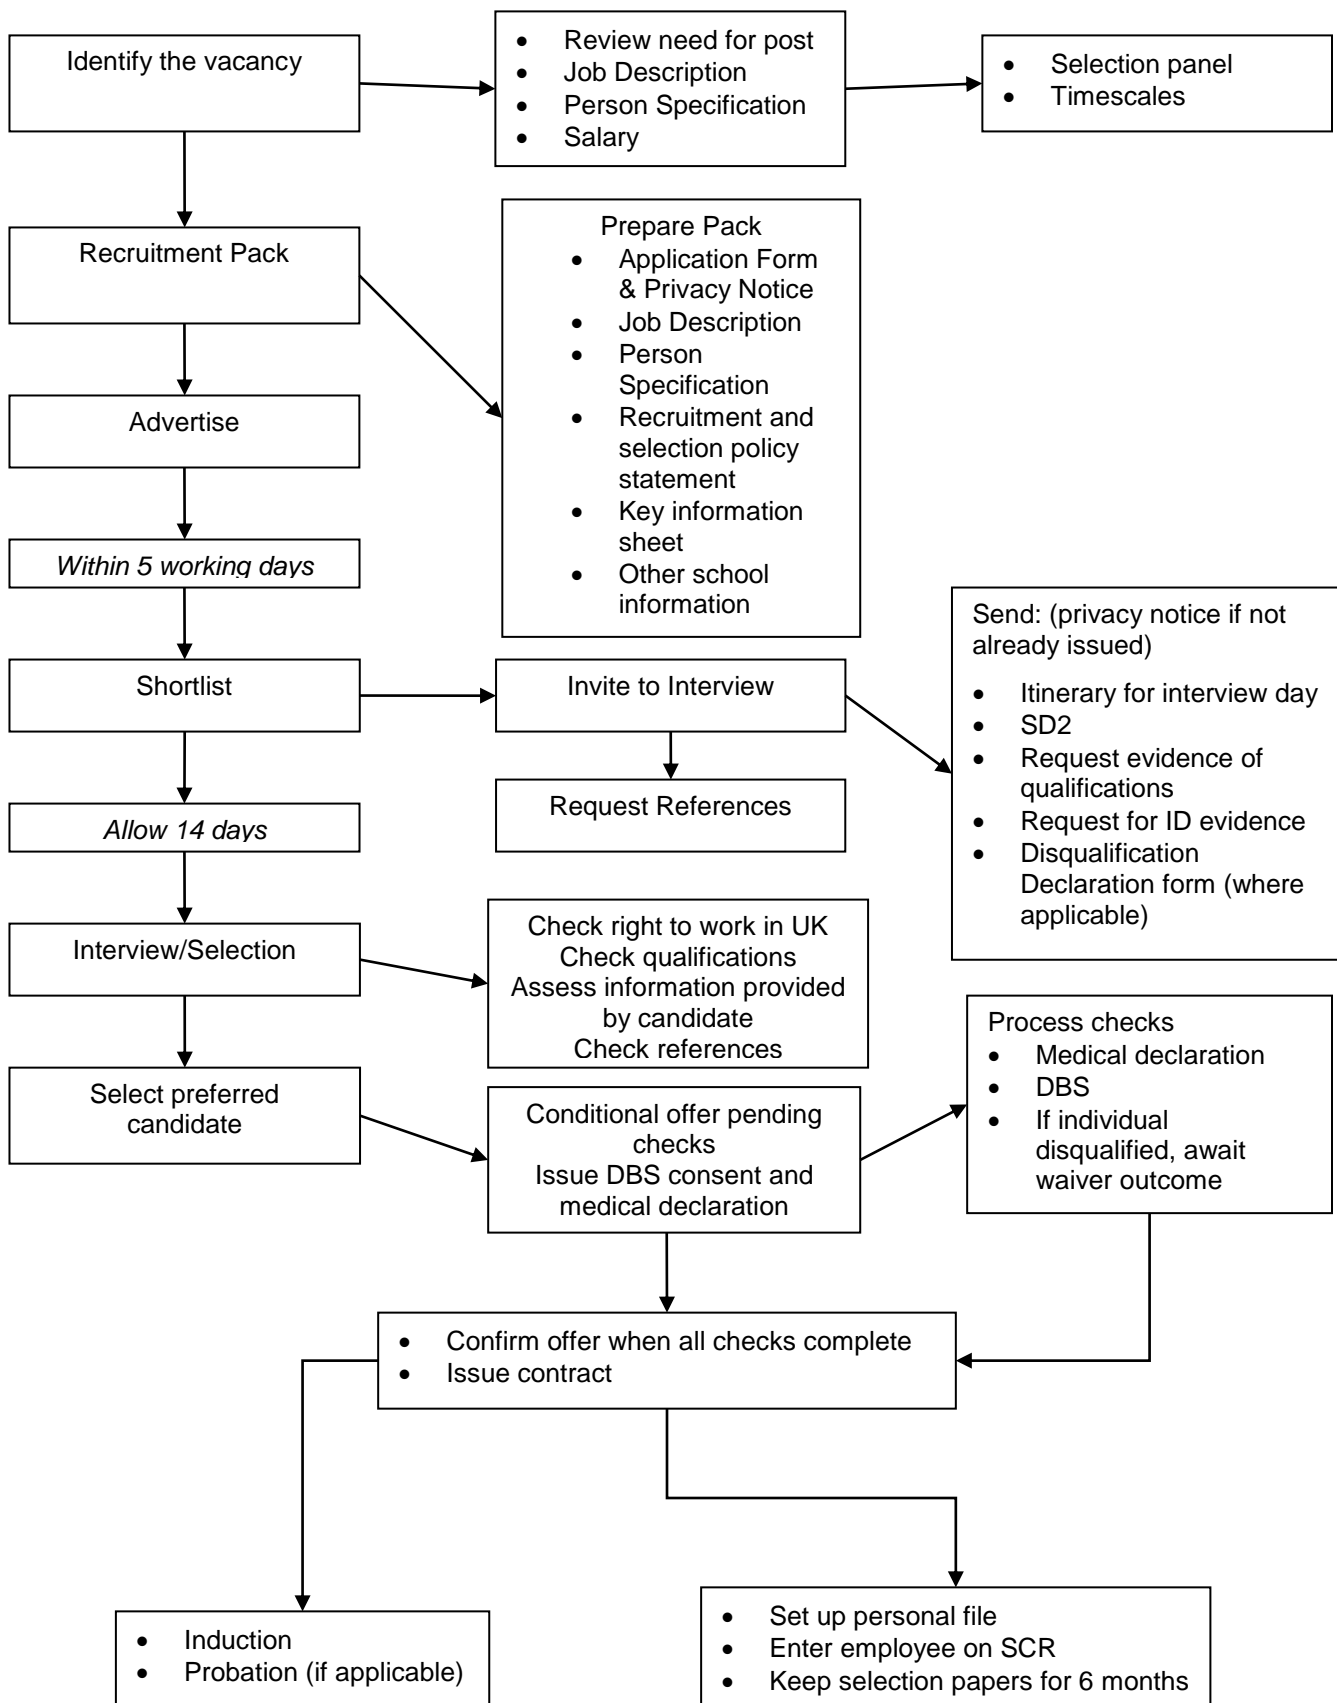 Identify the vacancy
• Review need for post
• Job Description
• Person Specification
• Salary
• Selection panel
• Timescales
Recruitment Pack
Prepare Pack
• Application Form
& Privacy Notice
• Job Description
• Person
Specification
• Recruitment and
selection policy
statement
• Key information
sheet
• Other school
information
Advertise
Within 5 working days
Shortlist
Invite to Interview
Send: (privacy notice if not
already issued)
• Itinerary for interview day
• SD2
• Request evidence of
qualifications
• Request for ID evidence
• Disqualification
Declaration form (where
applicable)
Request References
Allow 14 days
Interview/Selection
Check right to work in UK
Check qualifications
Assess information provided
by candidate
Check references
Select preferred
candidate
Conditional offer pending
checks
Issue DBS consent and
medical declaration
Process checks
• Medical declaration
• DBS
• If individual
disqualified, await
waiver outcome
• Confirm offer when all checks complete
• Issue contract
• Induction
• Probation (if applicable)
• Set up personal file
• Enter employee on SCR
• Keep selection papers for 6 months